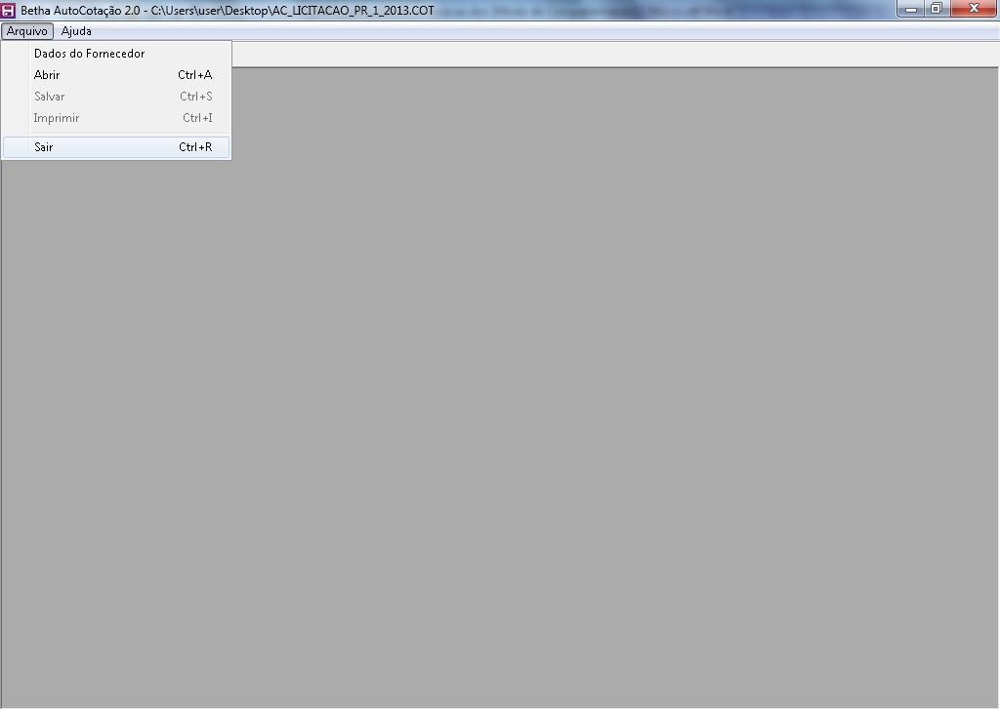 Betha AutoCotação 2.0 - C:\Users\user\Desktop\AC_LICITACAO_PR_1_2013.COT
Arquivo Ajuda
Dados do Fornecedor
Abrir Ctrl+A
Salvar Ctrl+S
Imprimir Ctrl+I
Sair Ctrl+R